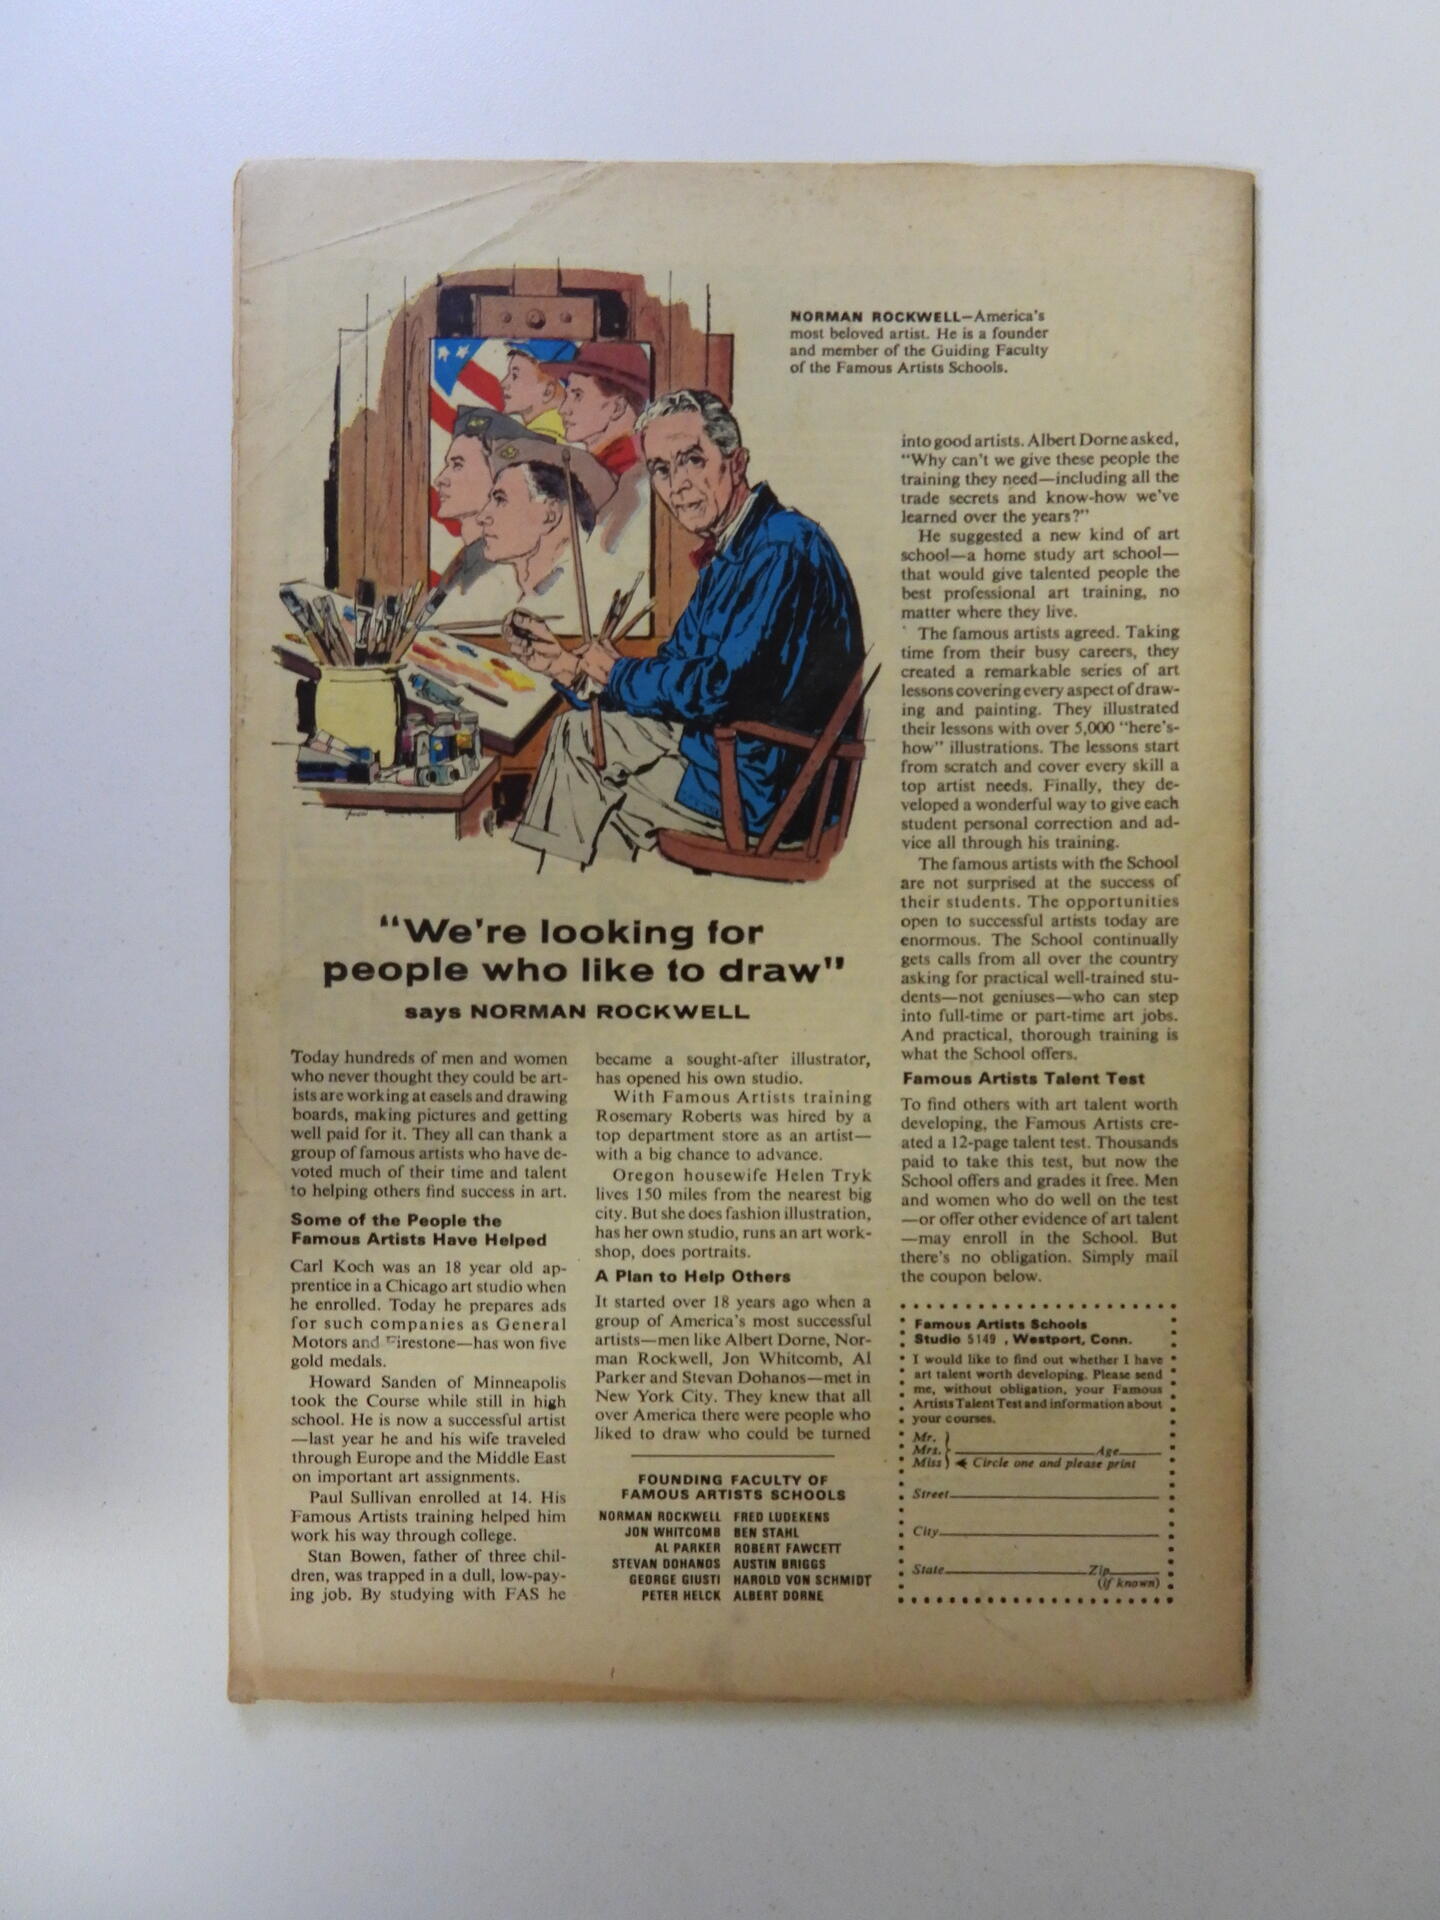 NORMAN ROCKWELL—America's
most beloved artist. He is a founder
and member of the Guiding Faculty
of the Famous Artists Schools.
"We're looking for
people who like to draw"
says NORMAN ROCKWELL
Today hundreds of men and women
who never thought they could be art-
ists are working at easels and drawing
boards, making pictures and getting
well paid for it. They all can thank a
group of famous artists who have de-
voted much of their time and talent
to helping others find success in art.
Some of the People the
Famous Artists Have Helped
Carl Koch was an 18 year old ap-
prentice in a Chicago art studio when
he enrolled. Today he prepares ads
for such companies as General
Motors and Firestone—has won five
gold medals.
Howard Sanden of Minneapolis
took the Course while still in high
school. He is now a successful artist
—last year he and his wife traveled
through Europe and the Middle East
on important art assignments.
Paul Sullivan enrolled at 14. His
Famous Artists training helped him
work his way through college.
Stan Bowen, father of three chil-
dren, was trapped in a dull, low-pay-
ing job. By studying with FAS he
became a sought-after illustrator,
has opened his own studio.
With Famous Artists training
Rosemary Roberts was hired by a
top department store as an artist—
with a big chance to advance.
Oregon housewife Helen Tryk
lives 150 miles from the nearest big
city. But she does fashion illustration,
has her own studio, runs an art work-
shop, does portraits.
A Plan to Help Others
It started over 18 years ago when a
group of America's most successful
artists—men like Albert Dorne, Nor-
man Rockwell, Jon Whitcomb, Al
Parker and Stevan Dohanos—met in
New York City. They knew that all
over America there were people who
liked to draw who could be turned
FOUNDING FACULTY OF
FAMOUS ARTISTS SCHOOLS
NORMAN ROCKWELL FRED LUDEKENS
JON WHITCOMB BEN STAHL
AL PARKER ROBERT FAWCETT
STEVAN DOHANOS AUSTIN BRIGGS
GEORGE GIUSTI HAROLD VON SCHMIDT
PETER HELCK ALBERT DORNE
into good artists. Albert Dorne asked,
"Why can't we give these people the
training they need—including all the
trade secrets and know-how we've
learned over the years?"
He suggested a new kind of art
school—a home study art school—
that would give talented people the
best professional art training, no
matter where they live.
The famous artists agreed. Taking
time from their busy careers, they
created a remarkable series of art
lessons covering every aspect of draw-
ing and painting. They illustrated
their lessons with over 5,000 "here's-
how" illustrations. The lessons start
from scratch and cover every skill a
top artist needs. Finally, they de-
veloped a wonderful way to give each
student personal correction and ad-
vice all through his training.
The famous artists with the School
are not surprised at the success of
their students. The opportunities
open to successful artists today are
enormous. The School continually
gets calls from all over the country
asking for practical well-trained stu-
dents—not geniuses—who can step
into full-time or part-time art jobs.
And practical, thorough training is
what the School offers.
Famous Artists Talent Test
To find others with art talent worth
developing, the Famous Artists cre-
ated a 12-page talent test. Thousands
paid to take this test, but now the
School offers and grades it free. Men
and women who do well on the test
—or offer other evidence of art talent
—may enroll in the School. But
there's no obligation. Simply mail
the coupon below.
Famous Artists Schools
Studio 5149 , Westport, Conn.
I would like to find out whether I have
art talent worth developing. Please send
me, without obligation, your Famous
Artists Talent Test and information about
your courses.
Mr.
Mrs. Age
Miss Circle one and please print
Street
City
State Zip
(if known)